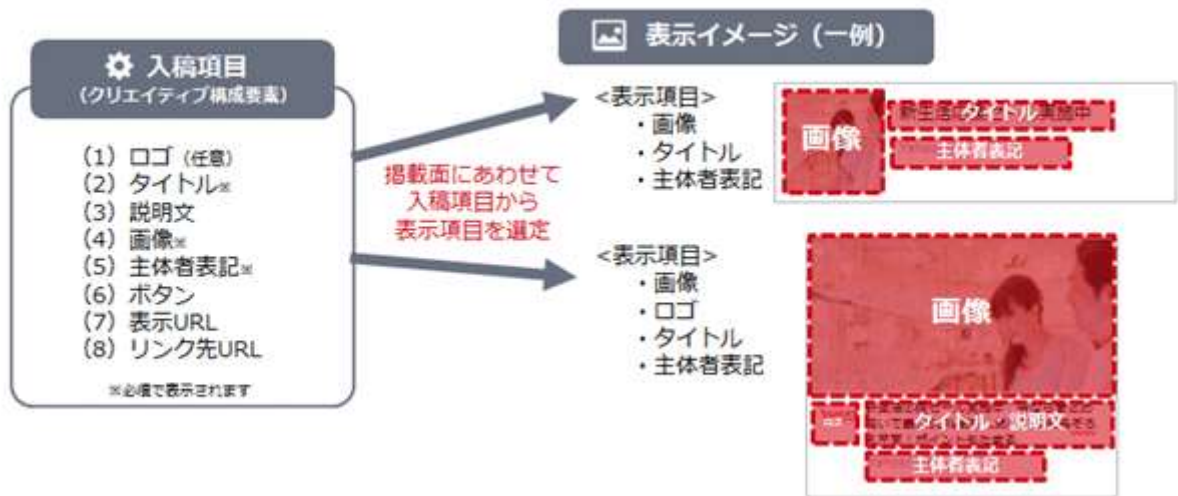 表示イメージ（一例）
入稿項目
（クリエイティブ構成要素）
(1) ロゴ（任意）
(2) タイトル※
(3) 説明文
(4) 画像※
(5) 主体者表記※
(6) ボタン
(7) 表示URL
(8) リンク先URL
※必須で表示されます
掲載面にあわせて
入稿項目から
表示項目を選定
<表示項目>
・画像
・タイトル
・主体者表記
画像
タイトル
主体者表記
<表示項目>
・画像
・ロゴ
・タイトル
・主体者表記
画像
ロゴ
タイトル・説明文
主体者表記